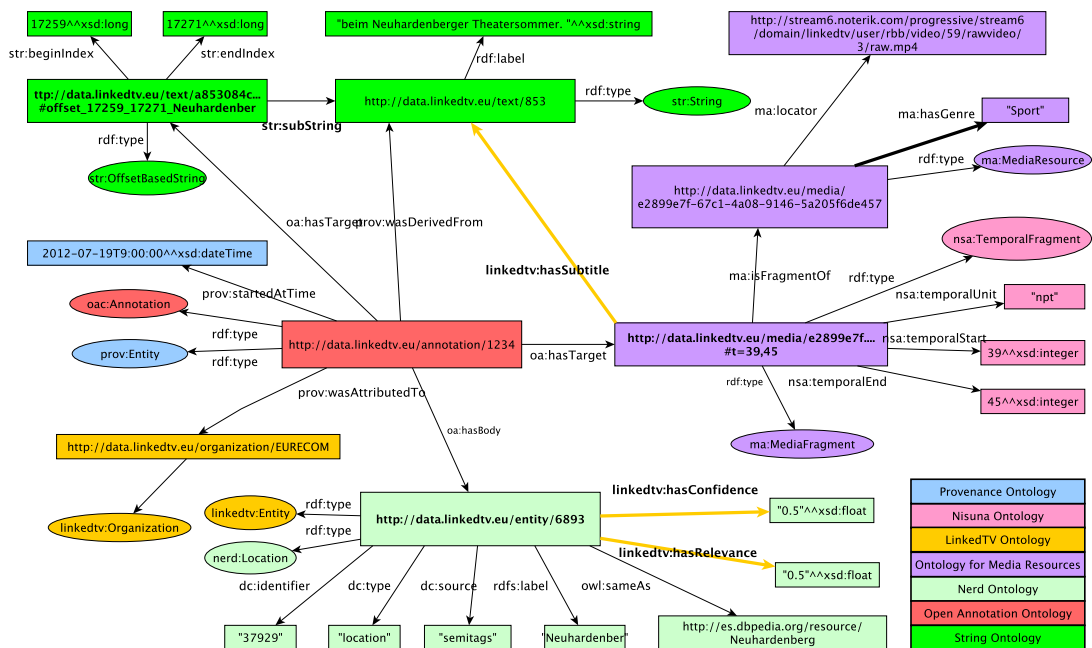 17259^^xsd:long
17271^^xsd:long
"beim Neuhardenberger Theatersommer. "^^xsd:string
http://stream6.noterik.com/progressive/stream6
/domain/linkedtv/user/rbb/video/59/rawvideo/
3/raw.mp4
str:beginIndex
str:endIndex
rdf:label
ttp://data.linkedtv.eu/text/a853084c...
#offset_17259_17271_Neuhardenber
http://data.linkedtv.eu/text/853
rdf:type
str:String
ma:locator
ma:hasGenre
"Sport"
str:subString
rdf:type
rdf:type
ma:MediaResource
str:OffsetBasedString
http://data.linkedtv.eu/media/
e2899e7f-67c1-4a08-9146-5a205f6de457
oa:hasTarget
prov:wasDerivedFrom
2012-07-19T9:00:00^^xsd:dateTime
nsa:TemporalFragment
linkedtv:hasSubtitle
ma:isFragmentOf
rdf:type
prov:startedAtTime
oac:Annotation
nsa:temporalUnit
"npt"
rdf:type
http://data.linkedtv.eu/annotation/1234
http://data.linkedtv.eu/media/e2899e7f....
#t=39,45
nsa:temporalStart
39^^xsd:integer
prov:Entity
rdf:type
oa:hasTarget
rdf:type
nsa:temporalEnd
45^^xsd:integer
prov:wasAttributedTo
oa:hasBody
ma:MediaFragment
http://data.linkedtv.eu/organization/EURECOM
linkedtv:hasConfidence
linkedtv:Organization
linkedtv:Entity
rdf:type
http://data.linkedtv.eu/entity/6893
"0.5"^^xsd:float
rdf:type
nerd:Location
linkedtv:hasRelevance
"0.5"^^xsd:float
dc:identifier
dc:type
dc:source
rdfs:label
owl:sameAs
"37929"
"location"
"semitags"
"Neuhardenber"
http://es.dbpedia.org/resource/
Neuhardenberg
Provenance Ontology
Nisuna Ontology
LinkedTV Ontology
Ontology for Media Resources
Nerd Ontology
Open Annotation Ontology
String Ontology